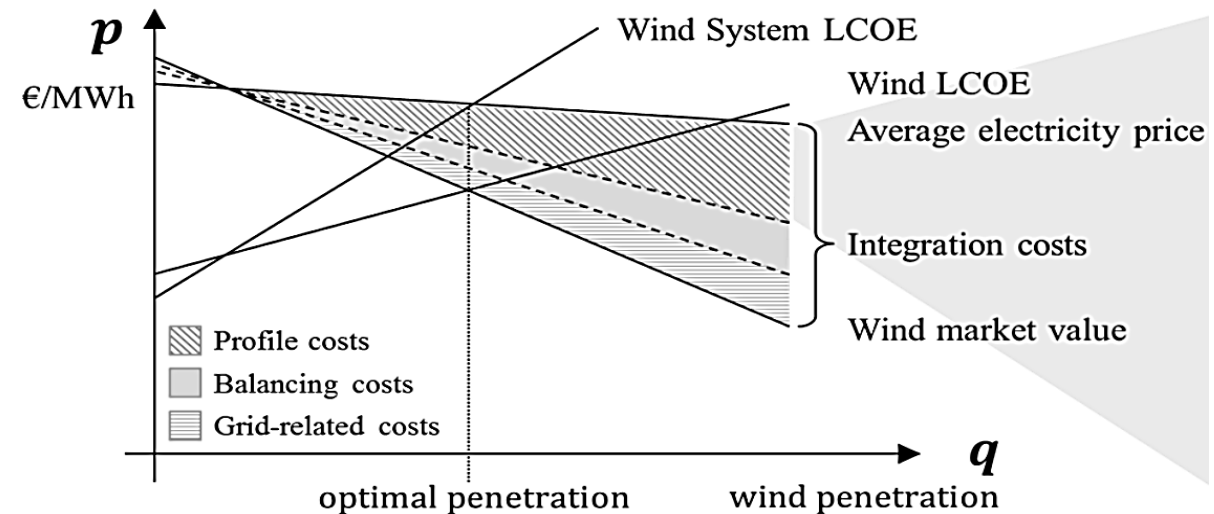 p
€/MWh
Wind System LCOE
Wind LCOE
Average electricity price
Integration costs
Wind market value
Profile costs
Balancing costs
Grid-related costs
q
optimal penetration
wind penetration